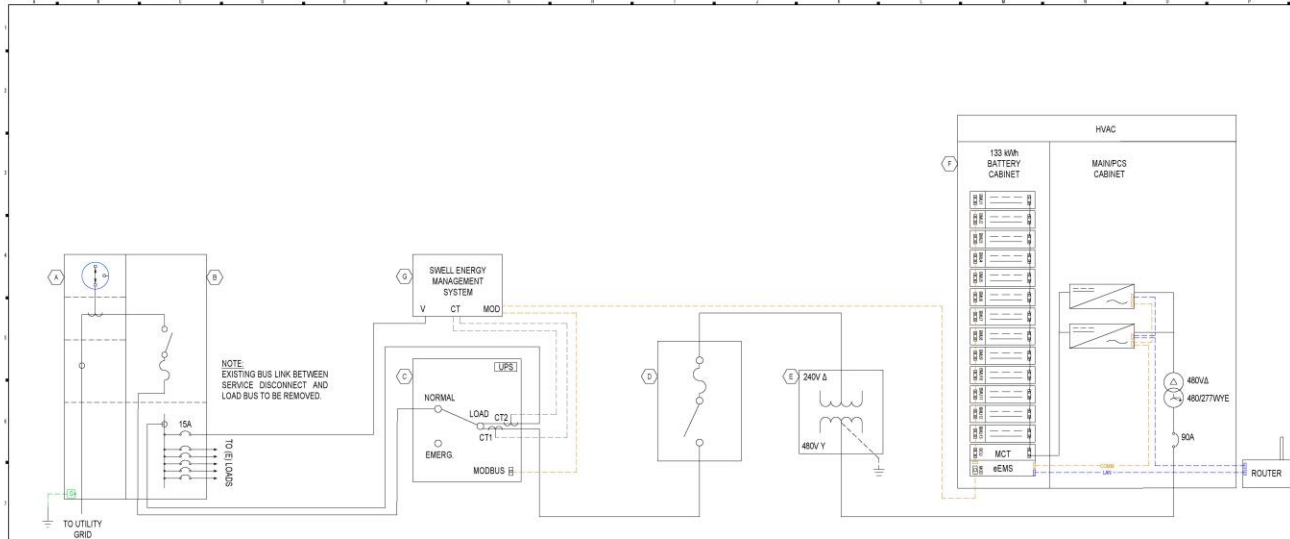 HVAC
F
133 kWh
BATTERY
CABINET
MAIN/PCS
CABINET
A
B
G
SWELL ENERGY
MANAGEMENT
SYSTEM
V CT MOD
NOTE:
EXISTING BUS LINK BETWEEN
SERVICE DISCONNECT AND
LOAD BUS TO BE REMOVED.
C
UPS
NORMAL
LOAD
CT2
CT1
EMERG.
MODBUS
D
E
240V Δ
480V Y
480VΔ
480/277WYE
90A
15A
TO (E) LOADS
MCT
eEMS
COMM
LAN
ROUTER
G
TO UTILITY
GRID